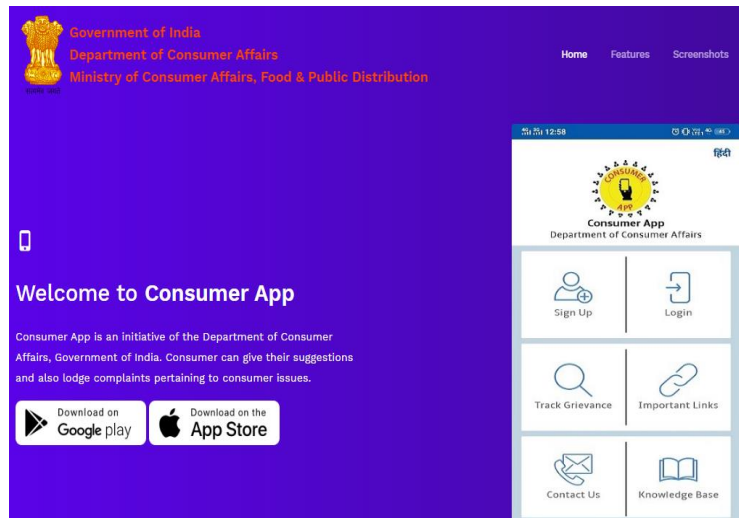 Government of India
Department of Consumer Affairs
Ministry of Consumer Affairs, Food & Public Distribution
Home Features Screenshots
12:58
हिंदी
CONSUMER
APP
Consumer App
Department of Consumer Affairs
Welcome to Consumer App
Consumer App is an initiative of the Department of Consumer
Affairs, Government of India. Consumer can give their suggestions
and also lodge complaints pertaining to consumer issues.
Download on
Google play
Download on the
App Store
Sign Up
Login
Track Grievance
Important Links
Contact Us
Knowledge Base